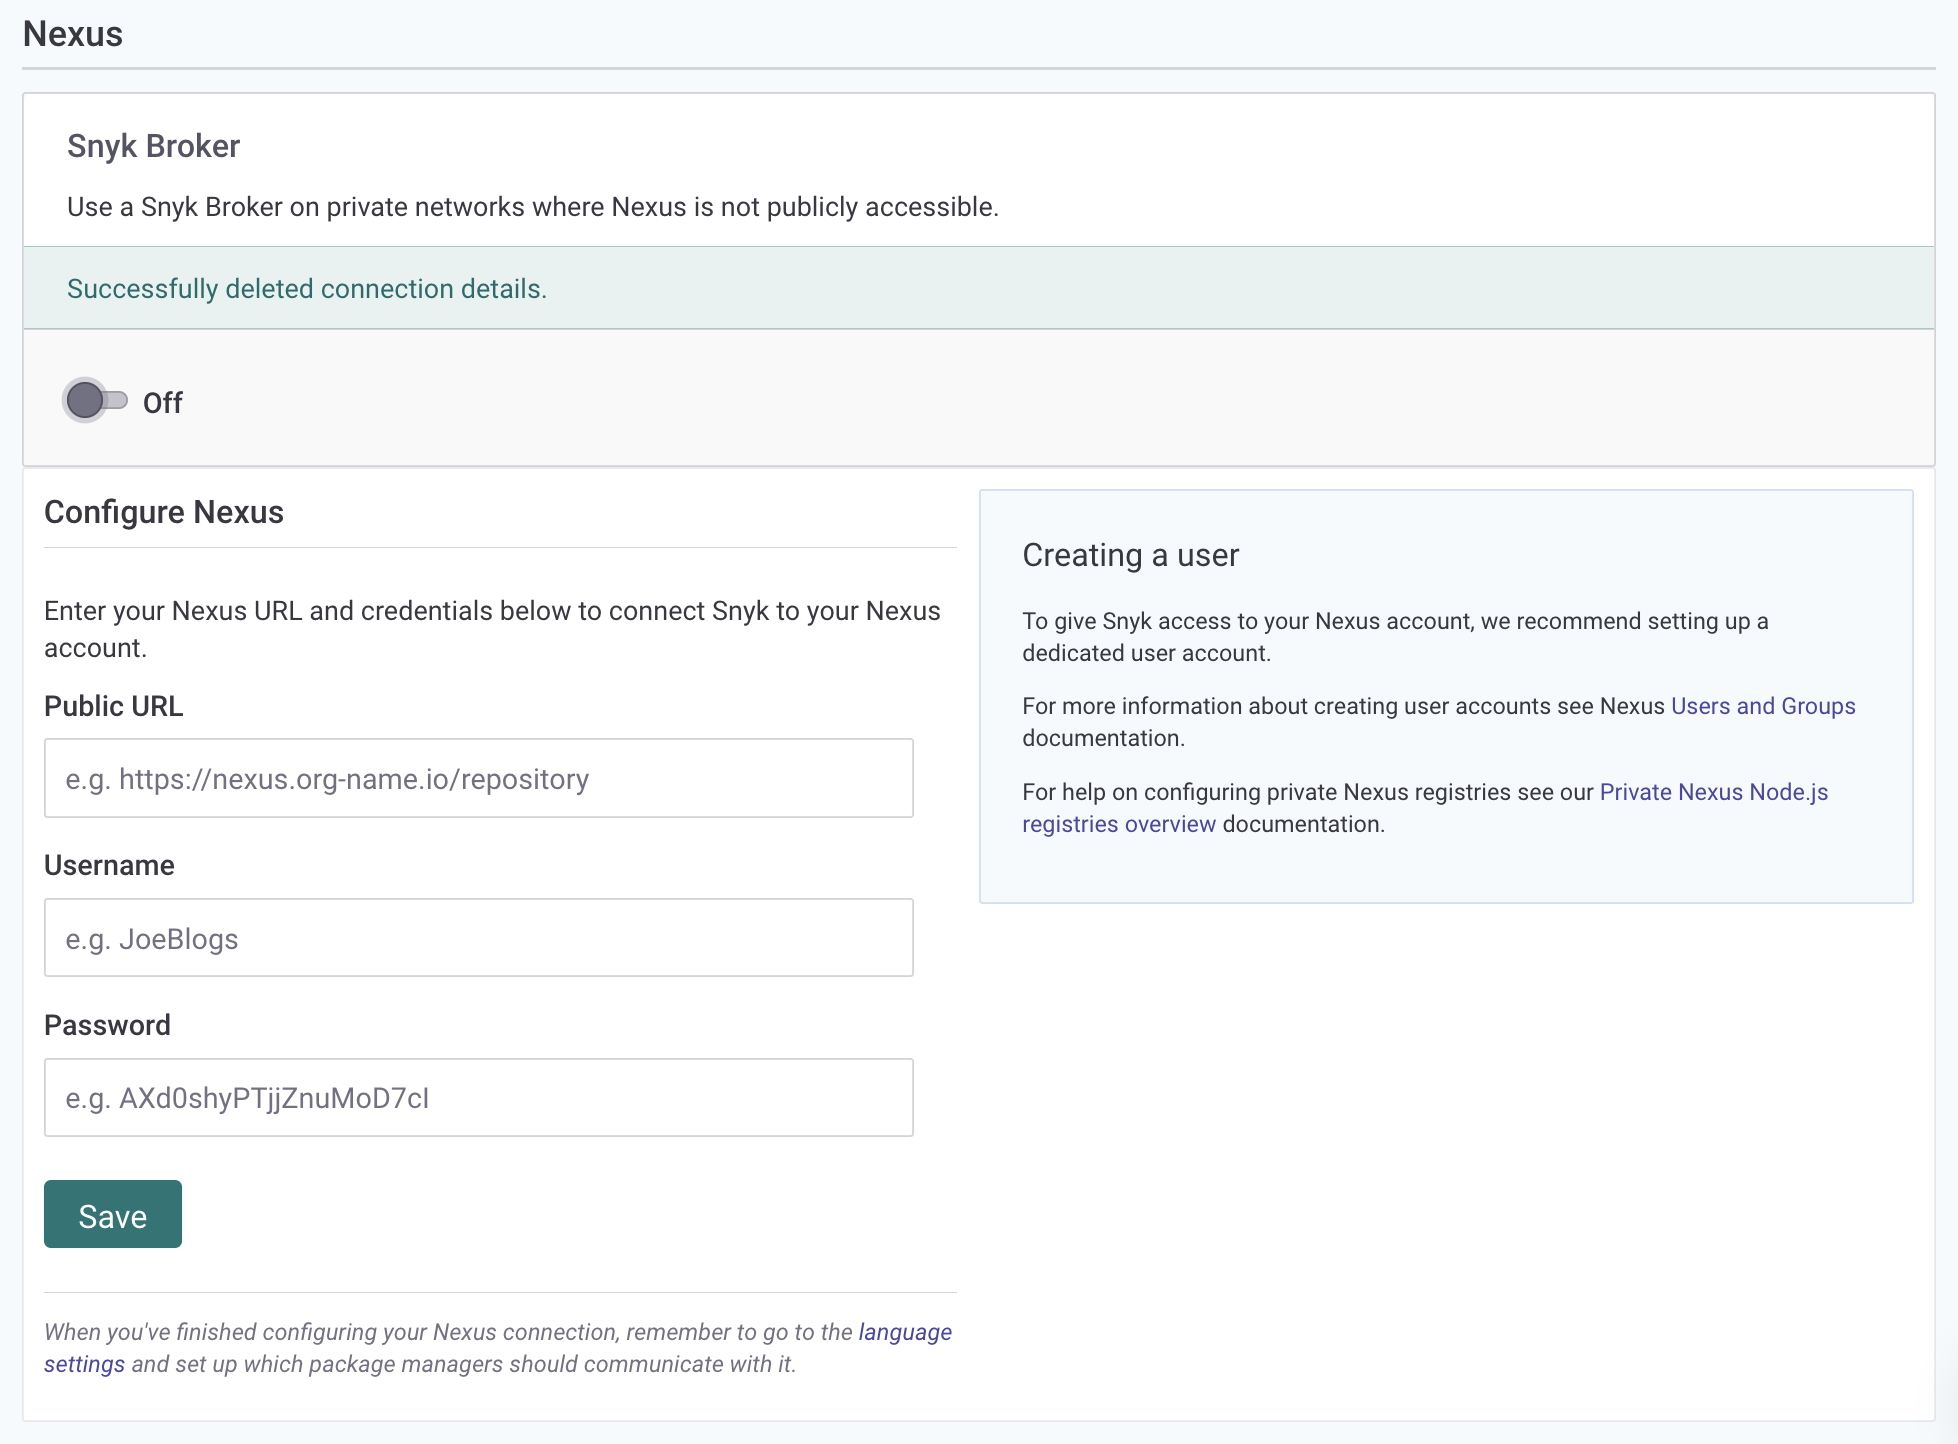 Nexus
Snyk Broker
Use a Snyk Broker on private networks where Nexus is not publicly accessible.
Successfully deleted connection details.
Off
Configure Nexus
Enter your Nexus URL and credentials below to connect Snyk to your Nexus
account.
Public URL
e.g. https://nexus.org-name.io/repository
Username
e.g. JoeBlogs
Password
e.g. AXd0shyPTjjZnuMoD7cI
Save
When you've finished configuring your Nexus connection, remember to go to the language
settings and set up which package managers should communicate with it.
Creating a user
To give Snyk access to your Nexus account, we recommend setting up a
dedicated user account.
For more information about creating user accounts see Nexus Users and Groups
documentation.
For help on configuring private Nexus registries see our Private Nexus Node.js
registries overview documentation.